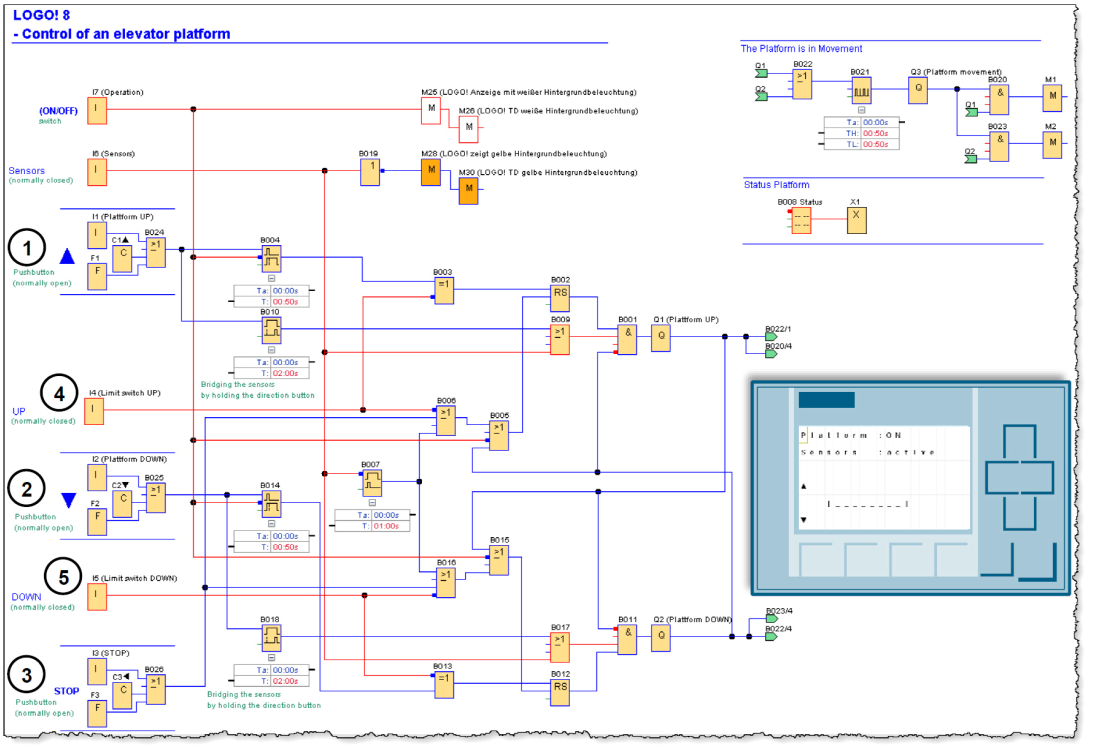 LOGO! 8
- Control of an elevator platform
The Platform is in Movement
Q1
Q2
B022
>1
B021
Ta: 00:00s
TH: 00:50s
TL: 00:50s
Q3 (Platform movement)
Q
B020
&
Q1
M1
M
B023
&
Q2
M2
M
Status Platform
B008 Status
X1
X
I7 (Operation)
(ON/OFF)
switch
I
M25 (LOGO! Anzeige mit weißer Hintergrundbeleuchtung)
M
M26 (LOGO! TD weiße Hintergrundbeleuchtung)
M
I6 (Sensors)
Sensors
(normally closed)
I
B019
1
M28 (LOGO! zeigt gelbe Hintergrundbeleuchtung)
M
M30 (LOGO! TD gelbe Hintergrundbeleuchtung)
M
1
Pushbutton
(normally open)
I1 (Plattform UP)
I
C1▲
C
F1
F
B024
>1
B004
Ta: 00:00s
T: 00:50s
B010
Ta: 00:00s
T: 02:00s
Bridging the sensors
by holding the direction button
B003
=1
B002
RS
B009
>1
B001
&
Q1 (Plattform UP)
Q
B022/1
B020/4
4
UP
(normally closed)
I4 (Limit switch UP)
I
B006
>1
B005
>1
2
Pushbutton
(normally open)
I2 (Plattform DOWN)
I
C2▼
C
F2
F
B025
>1
B014
Ta: 00:00s
T: 00:50s
B007
Ta: 00:00s
T: 01:00s
B015
>1
B016
>1
5
DOWN
(normally closed)
I5 (Limit switch DOWN)
I
B018
Ta: 00:00s
T: 02:00s
Bridging the sensors
by holding the direction button
B017
>1
B011
&
Q2 (Plattform DOWN)
Q
B023/4
B022/4
3
STOP
Pushbutton
(normally open)
I3 (STOP)
I
C3◀
C
F3
F
B026
>1
B013
=1
B012
RS
Platform :ON
Sensors :active
▲
▼